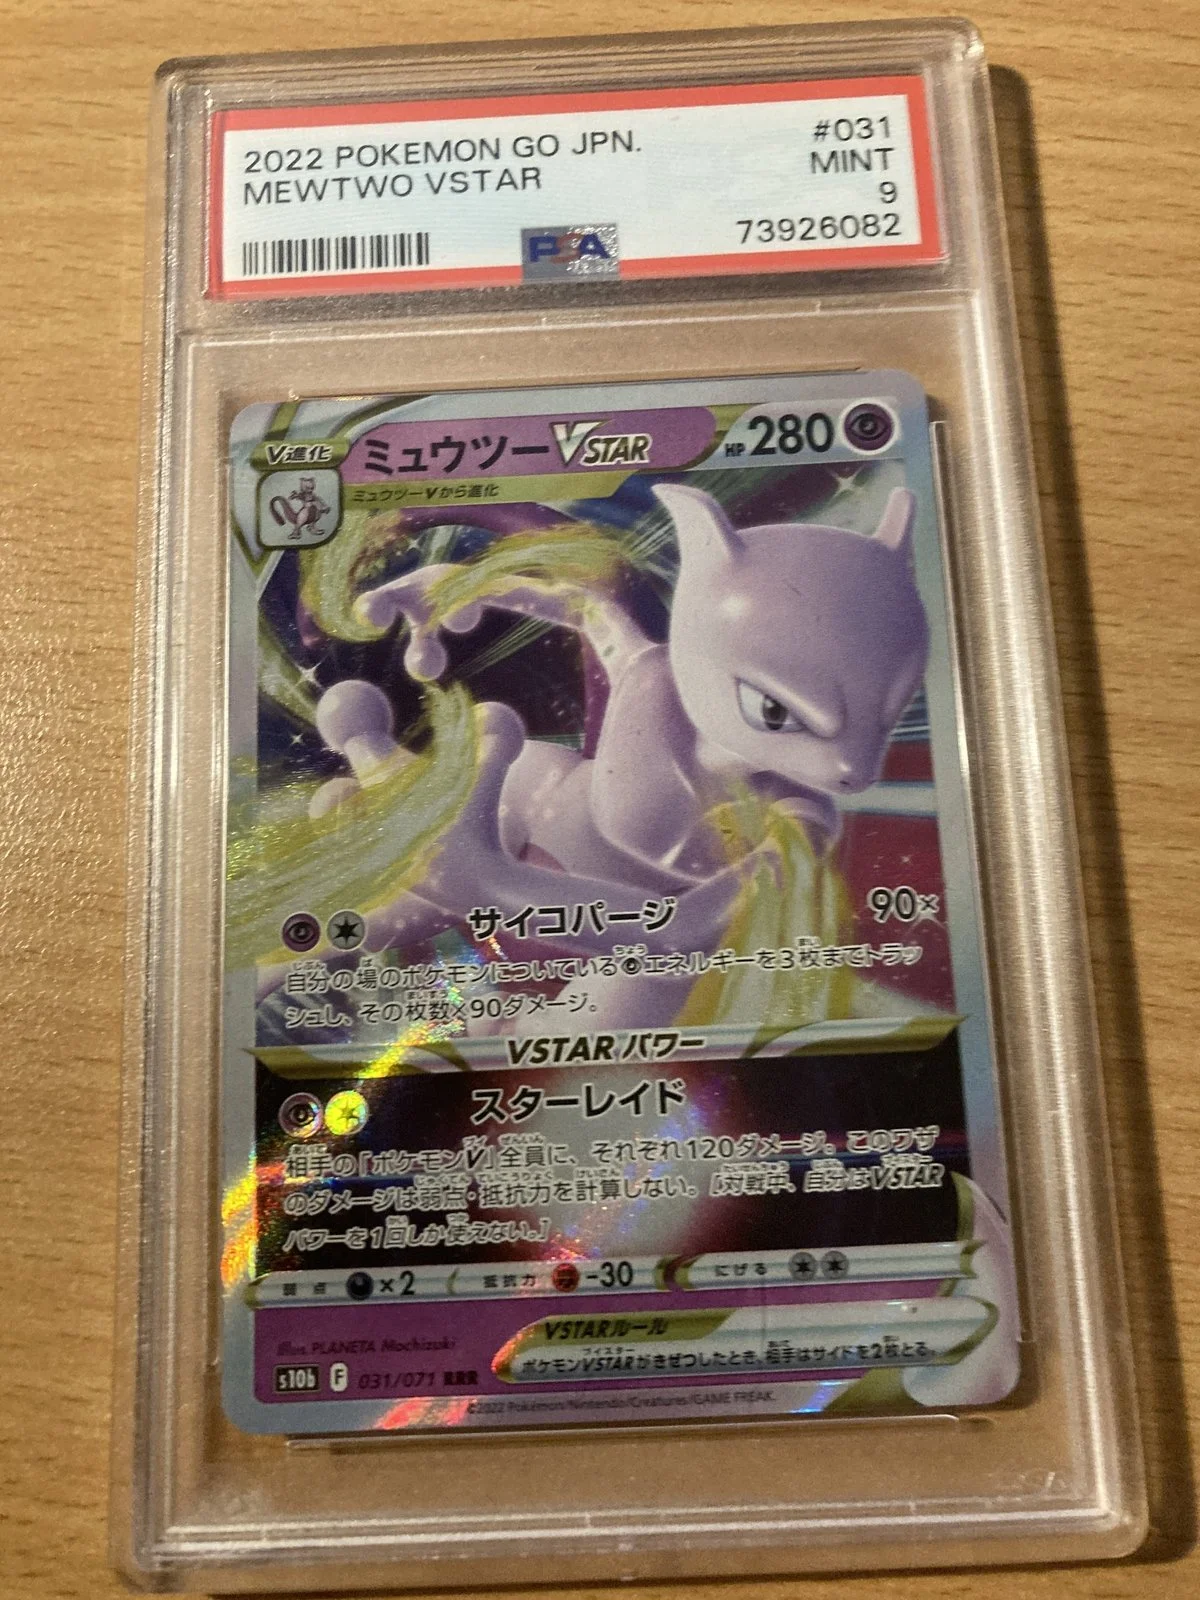 2022 POKEMON GO JPN.
#031
MEWTWO VSTAR
MINT
9
PSA
73926082
V進化
ミュウツーVSTAR
HP 280
ミュウツーVから進化
サイコパージ
90×
自分の場のポケモンについているエネルギーを3枚までトラッ
シュし、その枚数×90ダメージ。
VSTARパワー
スターレイド
相手の「ポケモンV」全員に、それぞれ120ダメージ。このワザ
のダメージは弱点・抵抗力を計算しない。[対戦中、自分はVSTAR
パワーを1回しか使えない。]
弱点 ×2 抵抗力 -30 にげる
VSTARルール
ポケモンVSTARがきぜつしたとき、相手はサイドを2枚とる。
Illus. PLANETA Mochizuki
s10b F 031/071 RRR
©2022 Pokémon/Nintendo/Creatures/GAME FREAK.